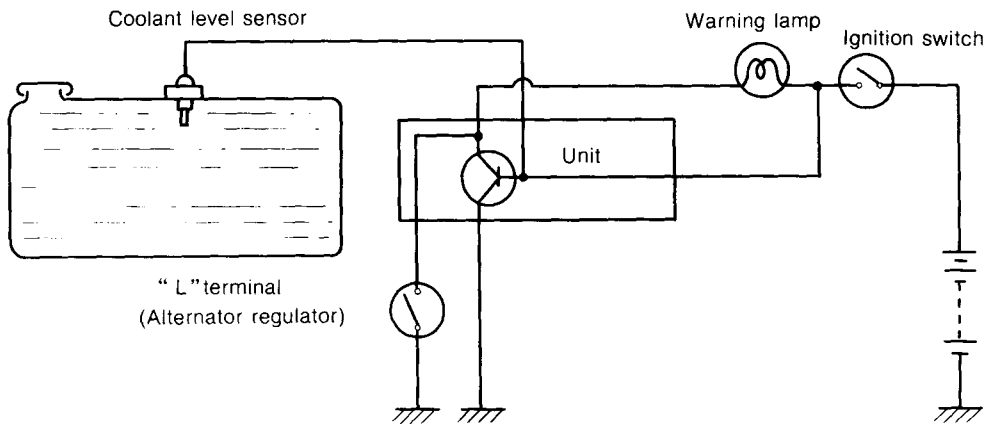 Coolant level sensor
Warning lamp
Ignition switch
Unit
“ L” terminal
(Alternator regulator)